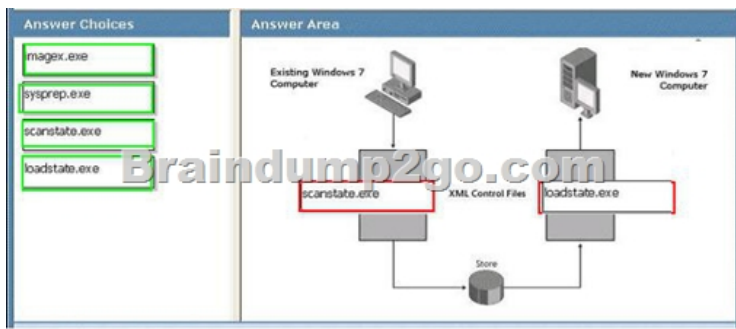 Answer Choices
Answer Area
imagex.exe
sysprep.exe
scanstate.exe
loadstate.exe
Existing Windows 7
Computer
New Windows 7
Computer
Braindump2go.com
scanstate.exe
XML Control Files
loadstate.exe
Store